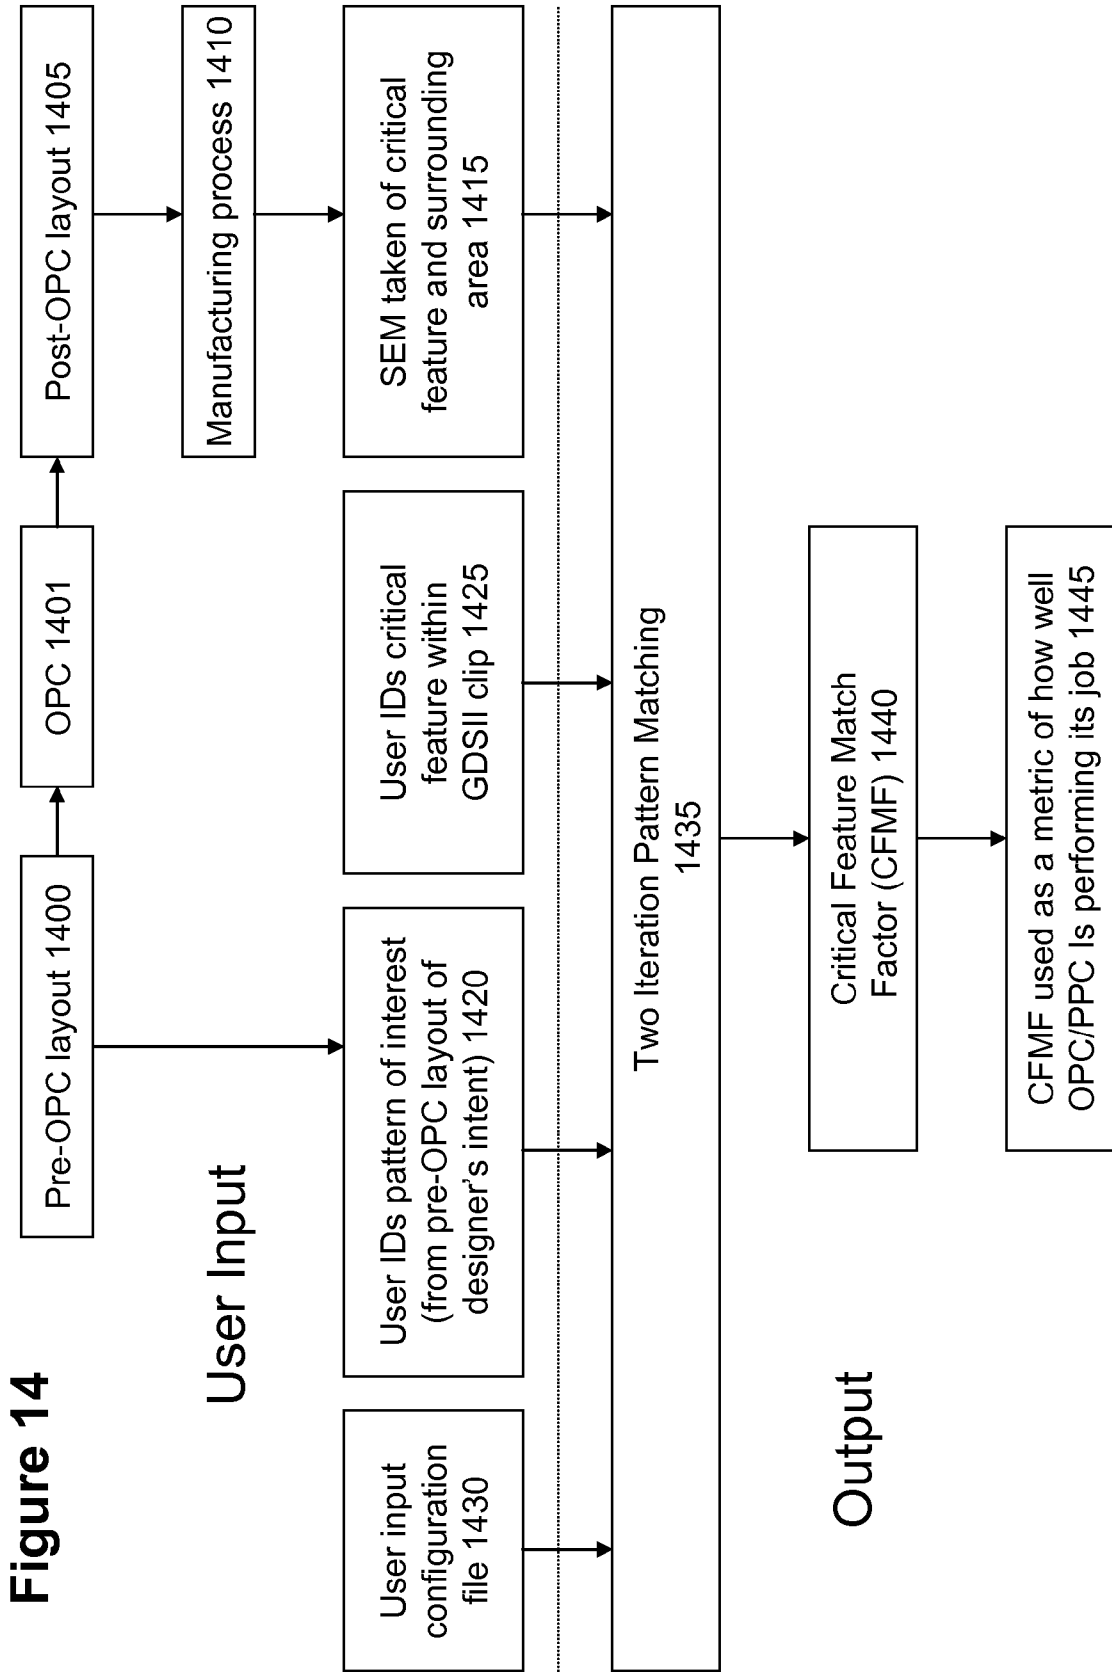 Figure 14
Pre-OPC layout 1400
OPC 1401
Post-OPC layout 1405
Manufacturing process 1410
User Input
User input
configuration
file 1430
User IDs pattern of interest
(from pre-OPC layout of
designer's intent) 1420
User IDs critical
feature within
GDSII clip 1425
SEM taken of critical
feature and surrounding
area 1415
Two Iteration Pattern Matching
1435
Output
Critical Feature Match
Factor (CFMF) 1440
CFMF used as a metric of how well
OPC/PPC Is performing its job 1445